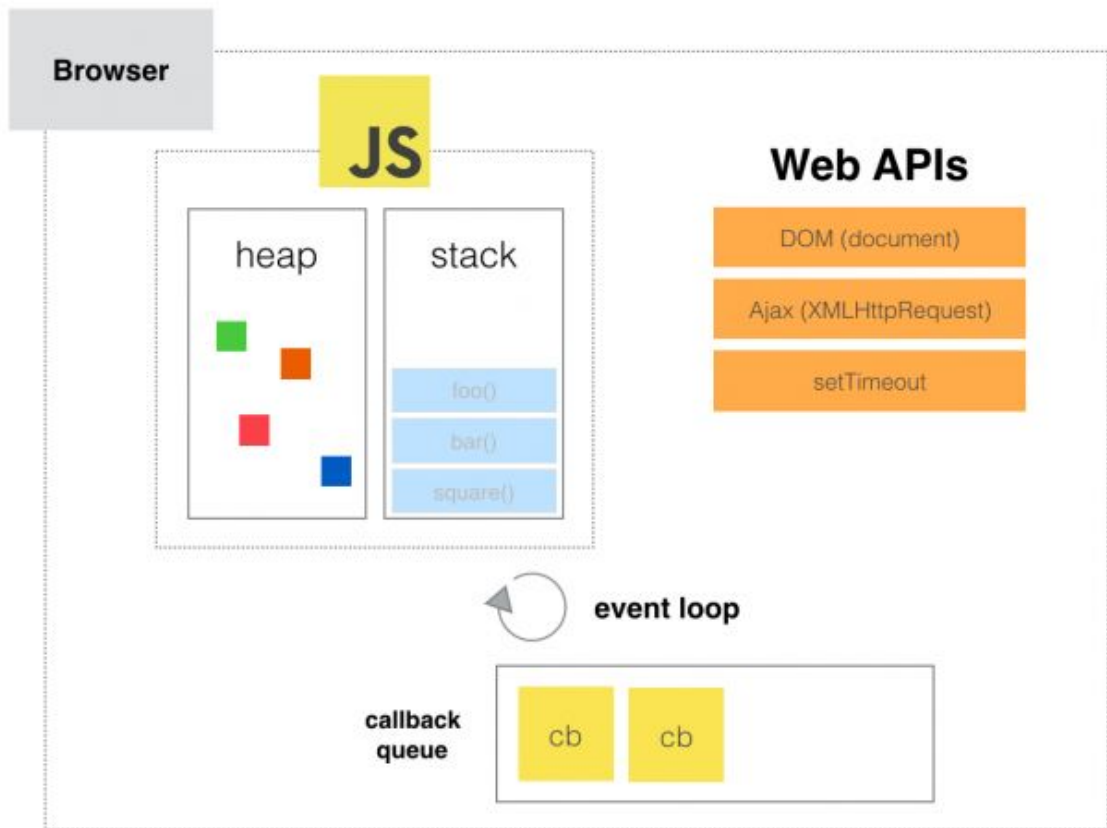 Browser
JS
Web APIs
heap
stack
DOM (document)
Ajax (XMLHttpRequest)
setTimeout
foo()
bar()
square()
event loop
callback
queue
cb
cb